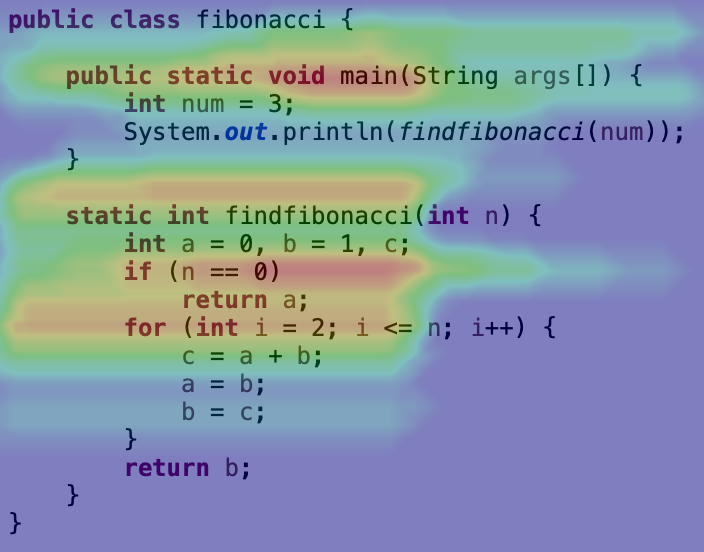 public class fibonacci {
public static void main(String args[]) {
int num = 3;
System.out.println(findfibonacci(num));
}
static int findfibonacci(int n) {
int a = 0, b = 1, c;
if (n == 0)
return a;
for (int i = 2; i <= n; i++) {
c = a + b;
a = b;
b = c;
}
return b;
}
}